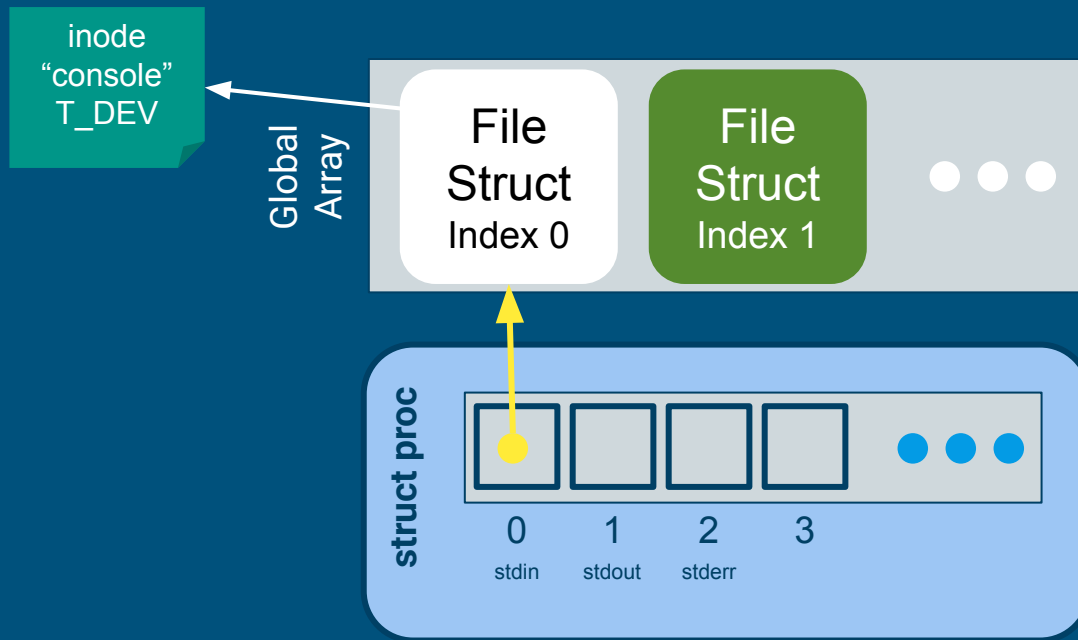 inode
“console”
T_DEV
Global
Array
File
Struct
Index 0
File
Struct
Index 1
struct proc
0
1
2
3
stdin
stdout
stderr